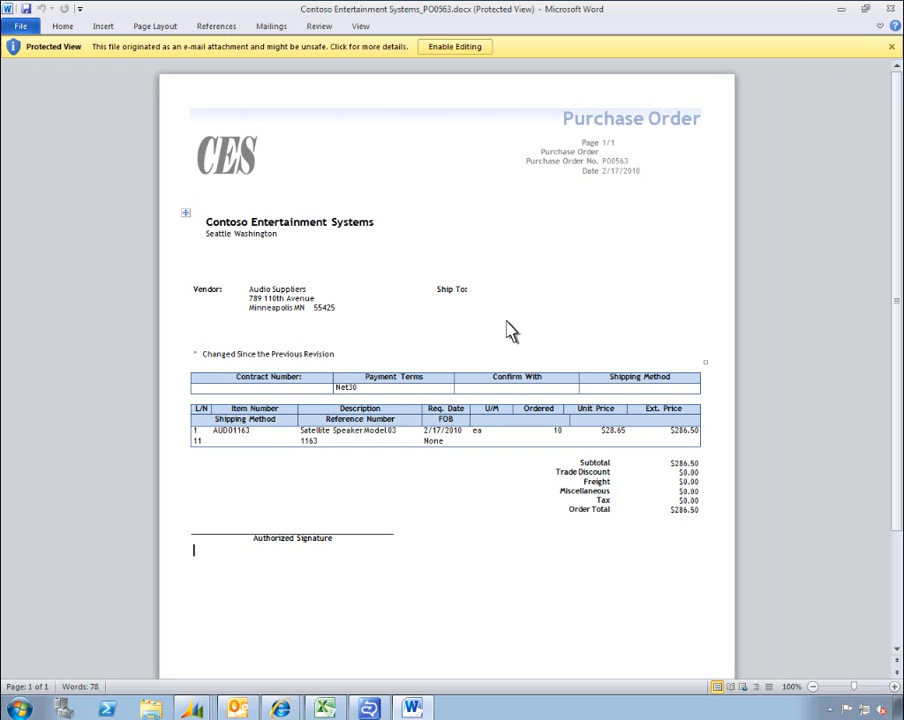 Contoso Entertainment Systems_PO0563.docx (Protected View) - Microsoft Word
File Home Insert Page Layout References Mailings Review View
Protected View This file originated as an e-mail attachment and might be unsafe. Click for more details. Enable Editing
Purchase Order
CES
Page 1/1
Purchase Order
Purchase Order No. PO0563
Date 2/17/2010
Contoso Entertainment Systems
Seattle Washington
Vendor: Audio Suppliers Ship To:
789 110th Avenue
Minneapolis MN 55425
* Changed Since the Previous Revision
Contract Number: Payment Terms Confirm With Shipping Method
Net30
L/N Item Number Description Req. Date U/M Ordered Unit Price Ext. Price
Shipping Method Reference Number FOB
1 AUD01163 Satellite Speaker Model 03 2/17/2010 ea 10 $28.65 $286.50
11 1163 None
Subtotal $286.50
Trade Discount $0.00
Freight $0.00
Miscellaneous $0.00
Tax $0.00
Order Total $286.50
Authorized Signature
Page: 1 of 1 Words: 78 100%